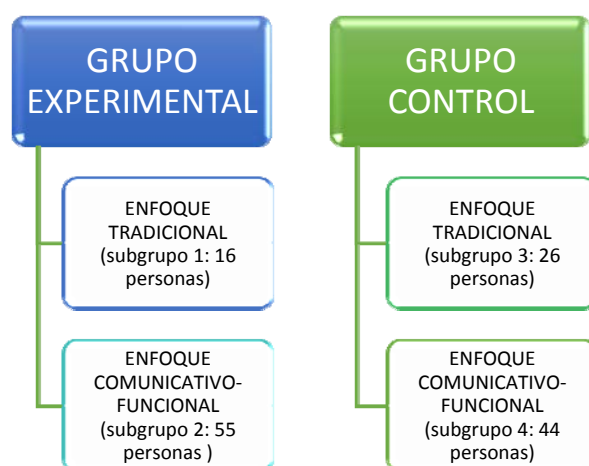 GRUPO
EXPERIMENTAL
ENFOQUE
TRADICIONAL
(subgrupo 1: 16
personas)
ENFOQUE
COMUNICATIVO-
FUNCIONAL
(subgrupo 2: 55
personas )
GRUPO
CONTROL
ENFOQUE
TRADICIONAL
(subgrupo 3: 26
personas)
ENFOQUE
COMUNICATIVO-
FUNCIONAL
(subgrupo 4: 44
personas)